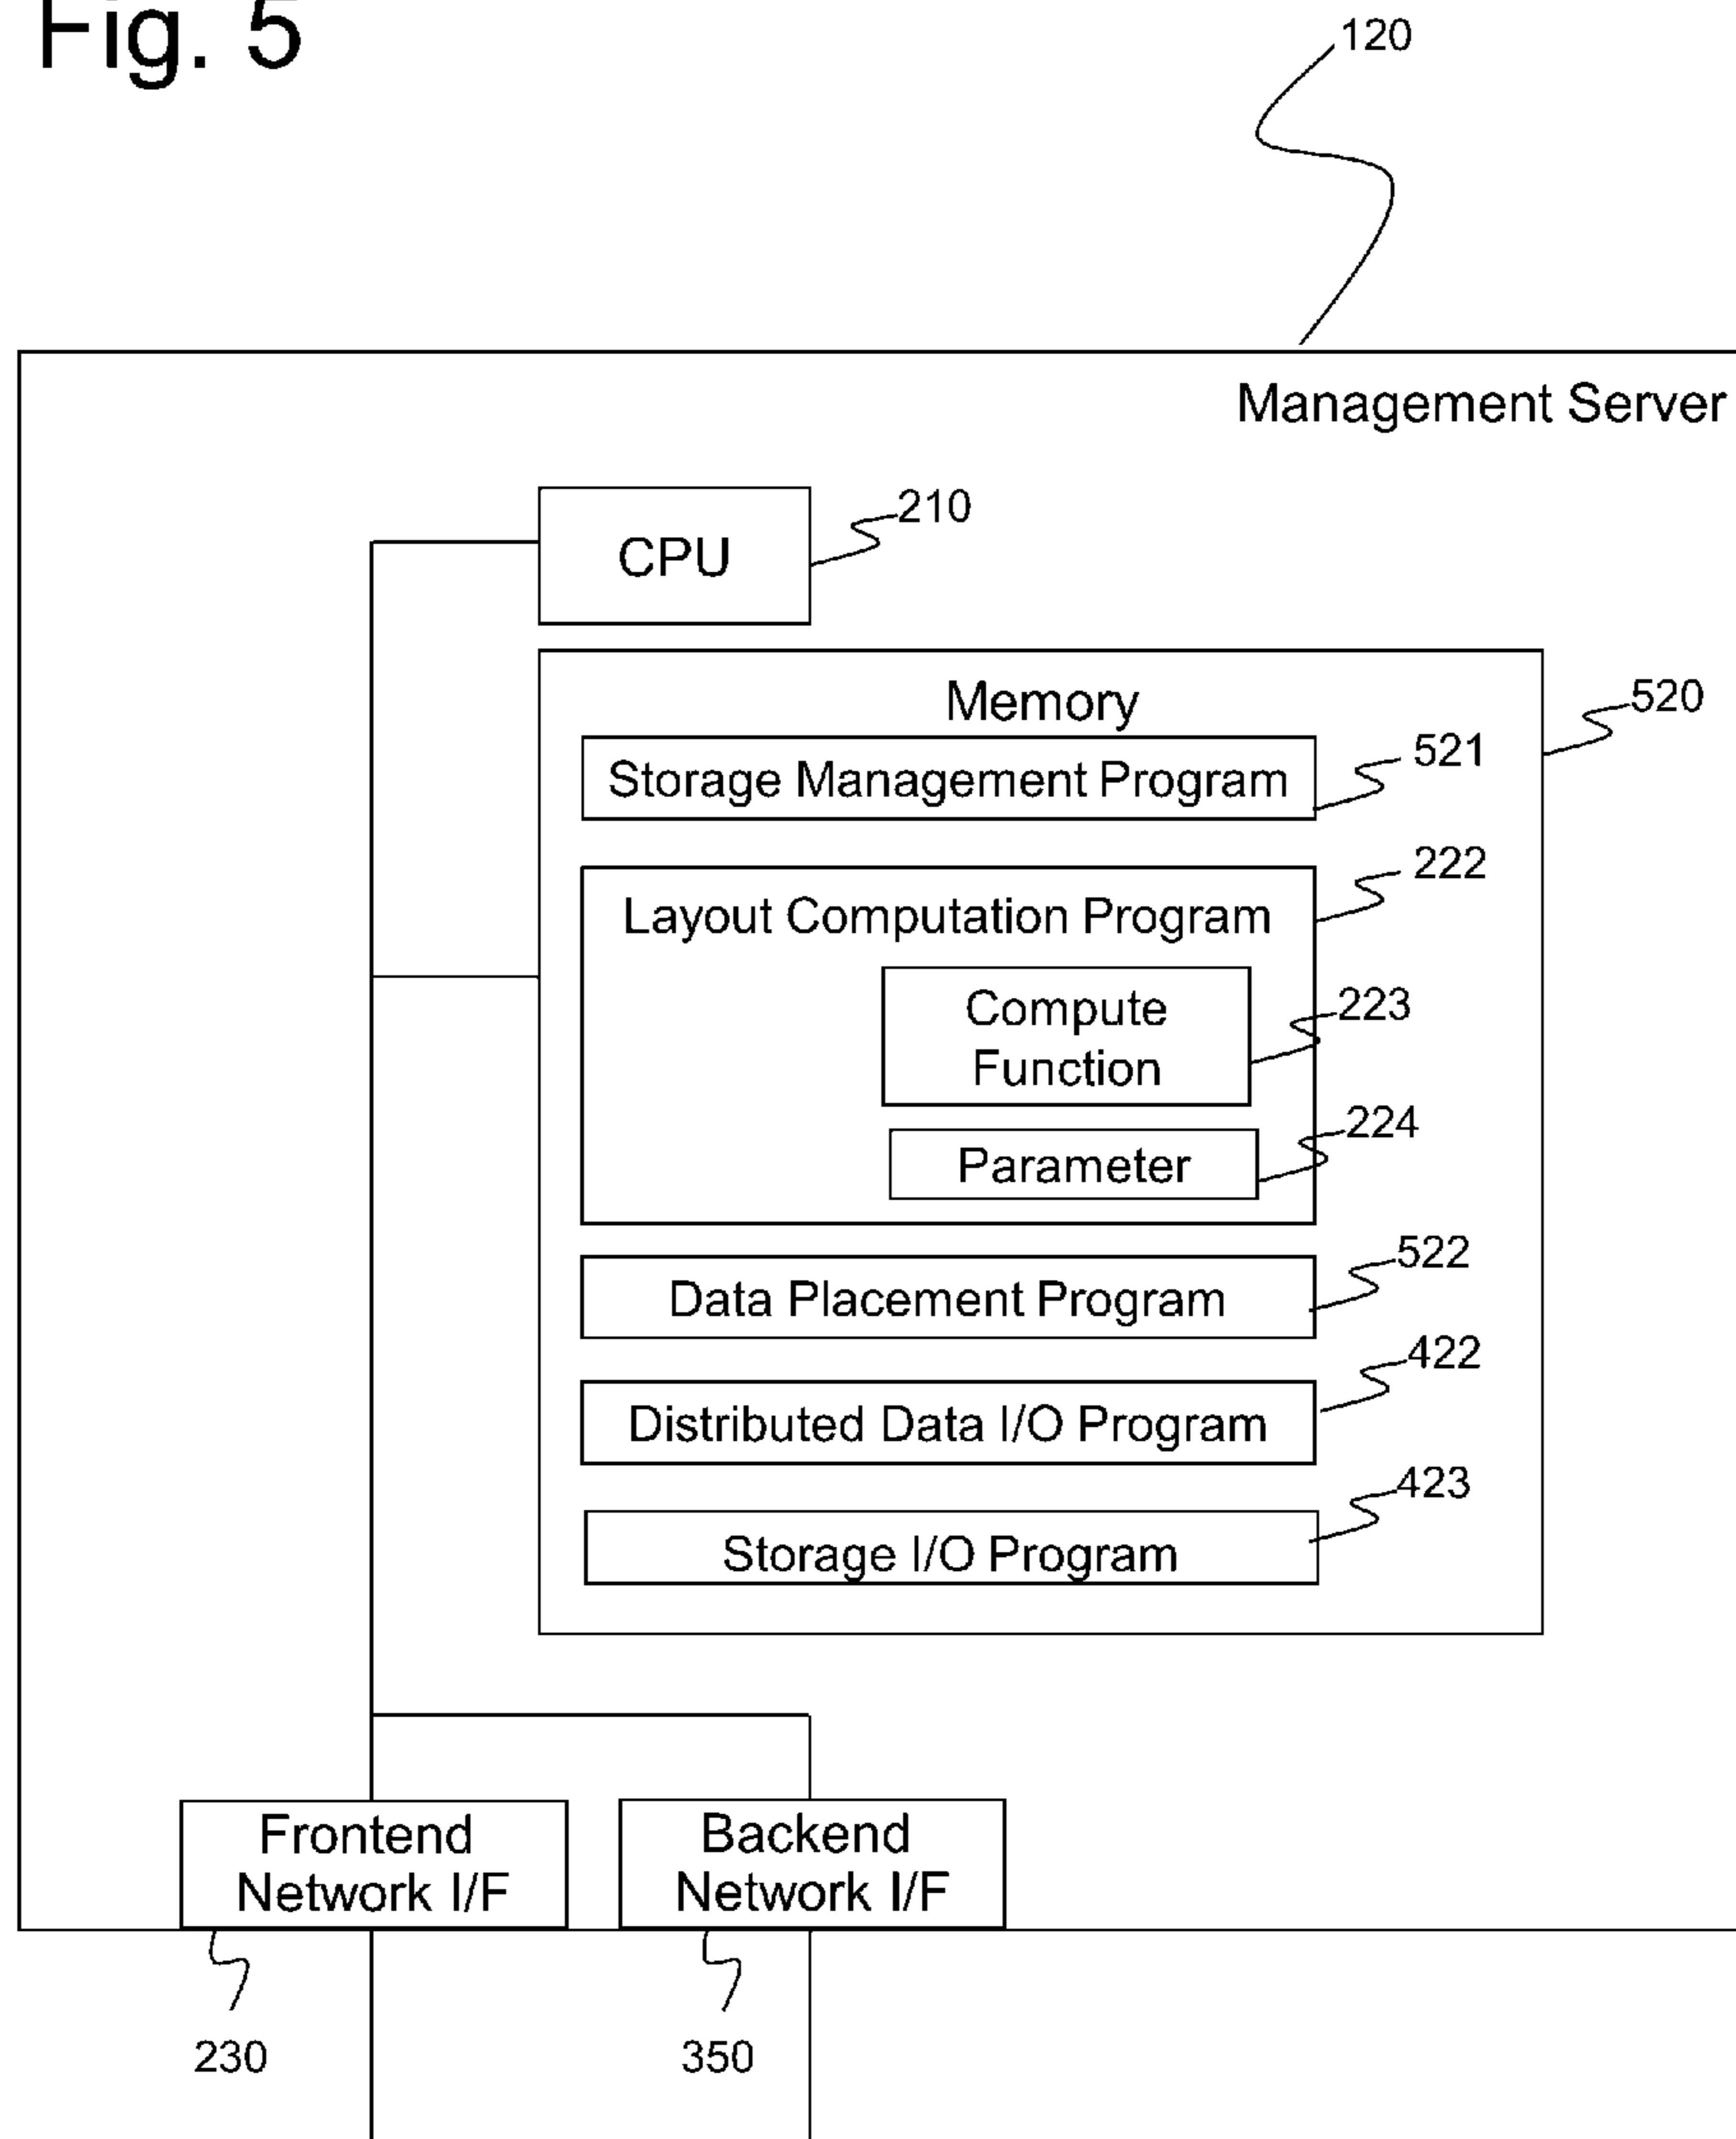 Fig. 5
120
Management Server
CPU
210
Memory
520
Storage Management Program
521
222
Layout Computation Program
Compute
Function
223
224
Parameter
522
Data Placement Program
422
Distributed Data I/O Program
423
Storage I/O Program
Frontend
Network I/F
Backend
Network I/F
230
350